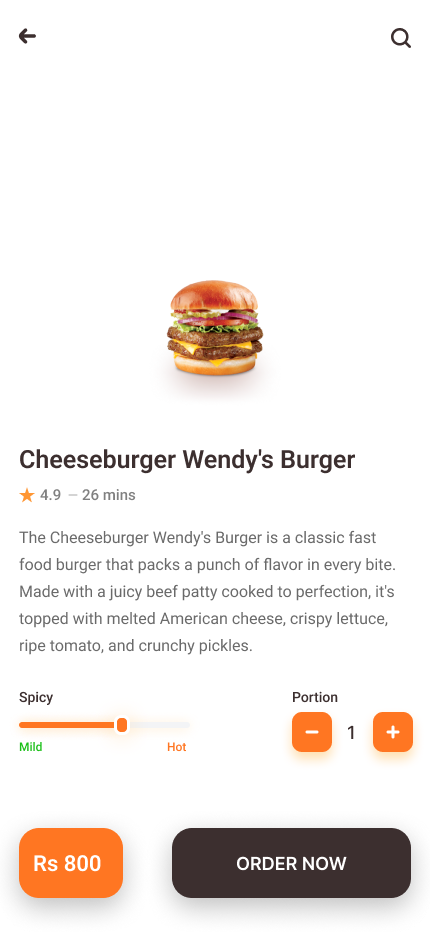 Cheeseburger Wendy's Burger
4.9 — 26 mins
The Cheeseburger Wendy's Burger is a classic fast
food burger that packs a punch of flavor in every bite.
Made with a juicy beef patty cooked to perfection, it's
topped with melted American cheese, crispy lettuce,
ripe tomato, and crunchy pickles.
Spicy
Portion
1
Mild
Hot
Rs 800
ORDER NOW